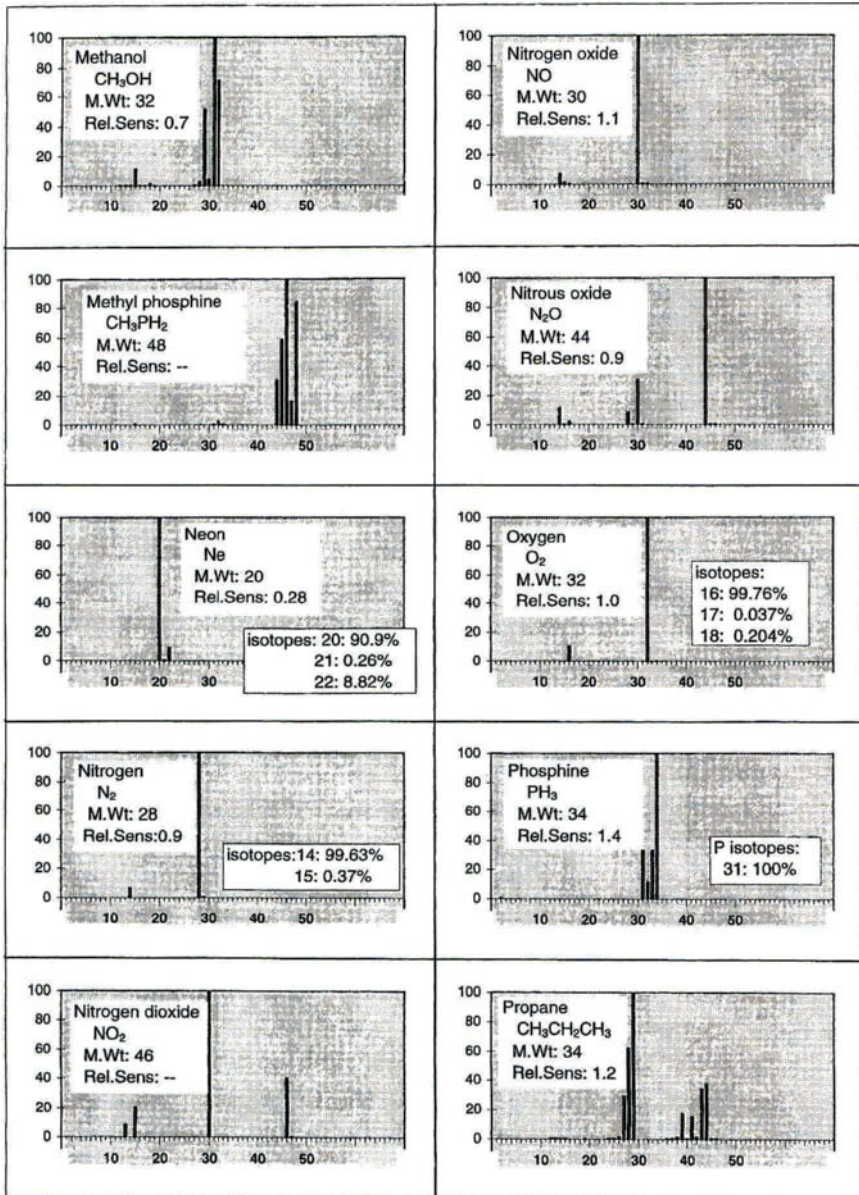 100
80
60
40
20
0
Methanol
CH₃OH
M.Wt: 32
Rel.Sens: 0.7
10 20 30 40 50
100
80
60
40
20
0
Nitrogen oxide
NO
M.Wt: 30
Rel.Sens: 1.1
10 20 30 40 50
100
80
60
40
20
0
Methyl phosphine
CH₃PH₂
M.Wt: 48
Rel.Sens: --
10 20 30 40 50
100
80
60
40
20
0
Nitrous oxide
N₂O
M.Wt: 44
Rel.Sens: 0.9
10 20 30 40 50
100
80
60
40
20
0
Neon
Ne
M.Wt: 20
Rel.Sens: 0.28
isotopes: 20: 90.9%
21: 0.26%
22: 8.82%
10 20 30
100
80
60
40
20
0
Oxygen
O₂
M.Wt: 32
Rel.Sens: 1.0
isotopes:
16: 99.76%
17: 0.037%
18: 0.204%
10 20 30 40 50
100
80
60
40
20
0
Nitrogen
N₂
M.Wt: 28
Rel.Sens:0.9
isotopes:14: 99.63%
15: 0.37%
10 20 30 40 50
100
80
60
40
20
0
Phosphine
PH₃
M.Wt: 34
Rel.Sens: 1.4
P isotopes:
31: 100%
10 20 30 40 50
100
80
60
40
20
0
Nitrogen dioxide
NO₂
M.Wt: 46
Rel.Sens: --
10 20 30 40 50
100
80
60
40
20
0
Propane
CH₃CH₂CH₃
M.Wt: 34
Rel.Sens: 1.2
10 20 30 40 50